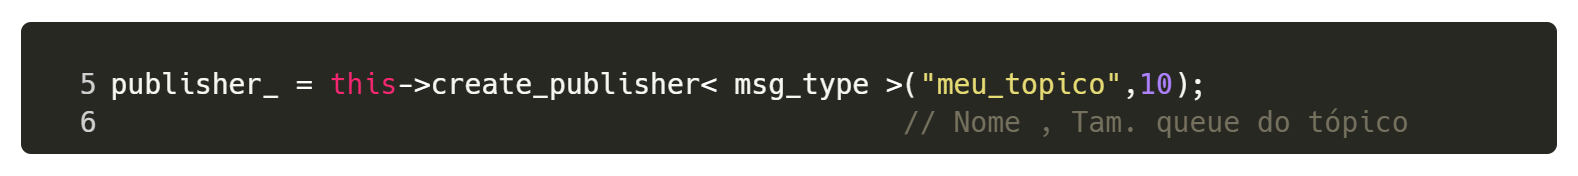 5 publisher_ = this->create_publisher< msg_type >("meu_topico",10);
6 // Nome , Tam. queue do tópico